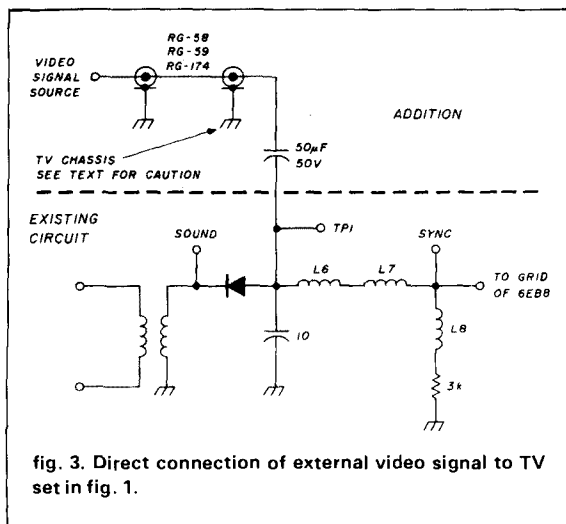 RG-58
RG-59
RG-174
VIDEO
SIGNAL
SOURCE
ADDITION
TV CHASSIS
SEE TEXT FOR CAUTION
50µF
50V
EXISTING
CIRCUIT
SOUND
TP1
SYNC
L6
L7
TO GRID
OF 6EB8
L8
10
3k
fig. 3. Direct connection of external video signal to TV
set in fig. 1.